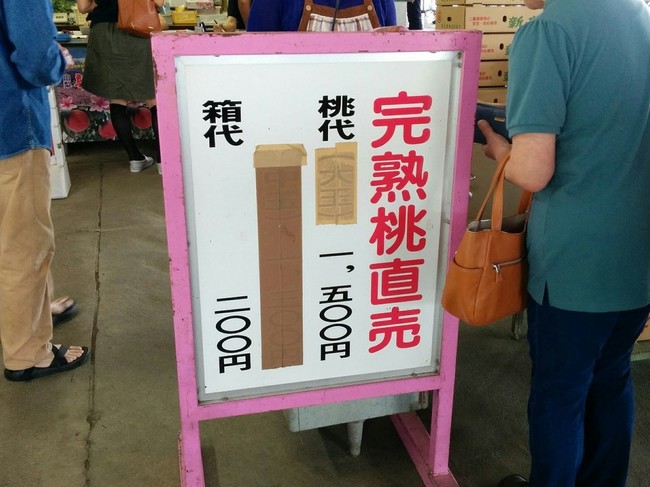 完熟桃直売
桃代 一、五〇〇円
箱代 二〇〇円